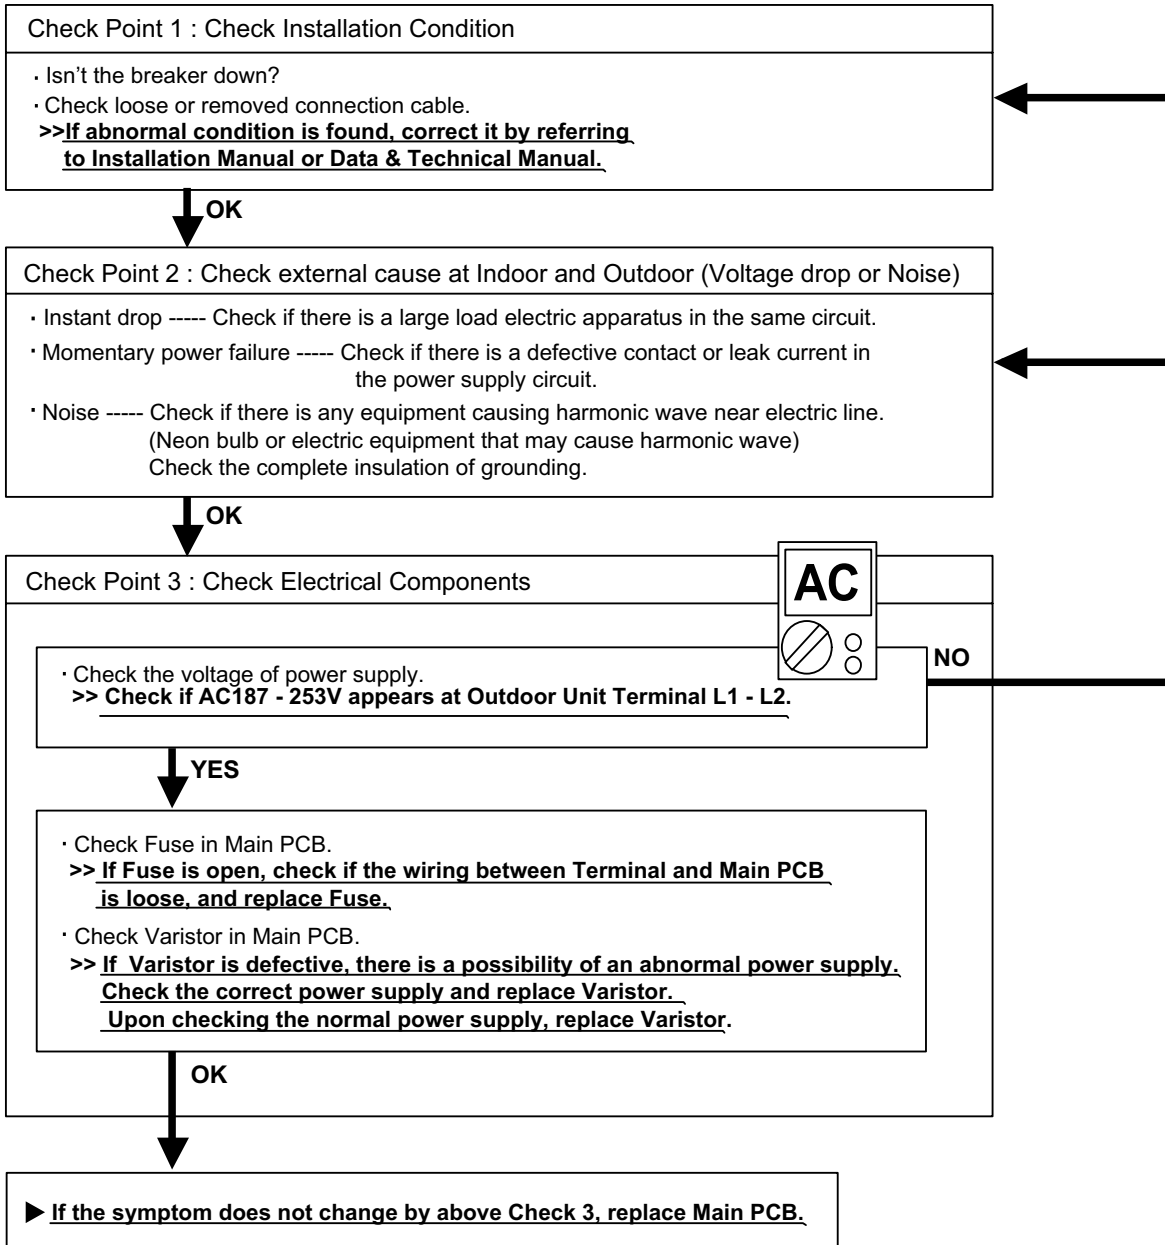 Check Point 1 : Check Installation Condition
· Isn't the breaker down?
· Check loose or removed connection cable.
>>If abnormal condition is found, correct it by referring
to Installation Manual or Data & Technical Manual.
OK
Check Point 2 : Check external cause at Indoor and Outdoor (Voltage drop or Noise)
· Instant drop ----- Check if there is a large load electric apparatus in the same circuit.
· Momentary power failure ----- Check if there is a defective contact or leak current in
the power supply circuit.
· Noise ----- Check if there is any equipment causing harmonic wave near electric line.
(Neon bulb or electric equipment that may cause harmonic wave)
Check the complete insulation of grounding.
OK
Check Point 3 : Check Electrical Components
AC
· Check the voltage of power supply.
>> Check if AC187 - 253V appears at Outdoor Unit Terminal L1 - L2.
NO
YES
· Check Fuse in Main PCB.
>> If Fuse is open, check if the wiring between Terminal and Main PCB
is loose, and replace Fuse.
· Check Varistor in Main PCB.
>> If Varistor is defective, there is a possibility of an abnormal power supply.
Check the correct power supply and replace Varistor.
Upon checking the normal power supply, replace Varistor.
OK
▶ If the symptom does not change by above Check 3, replace Main PCB.